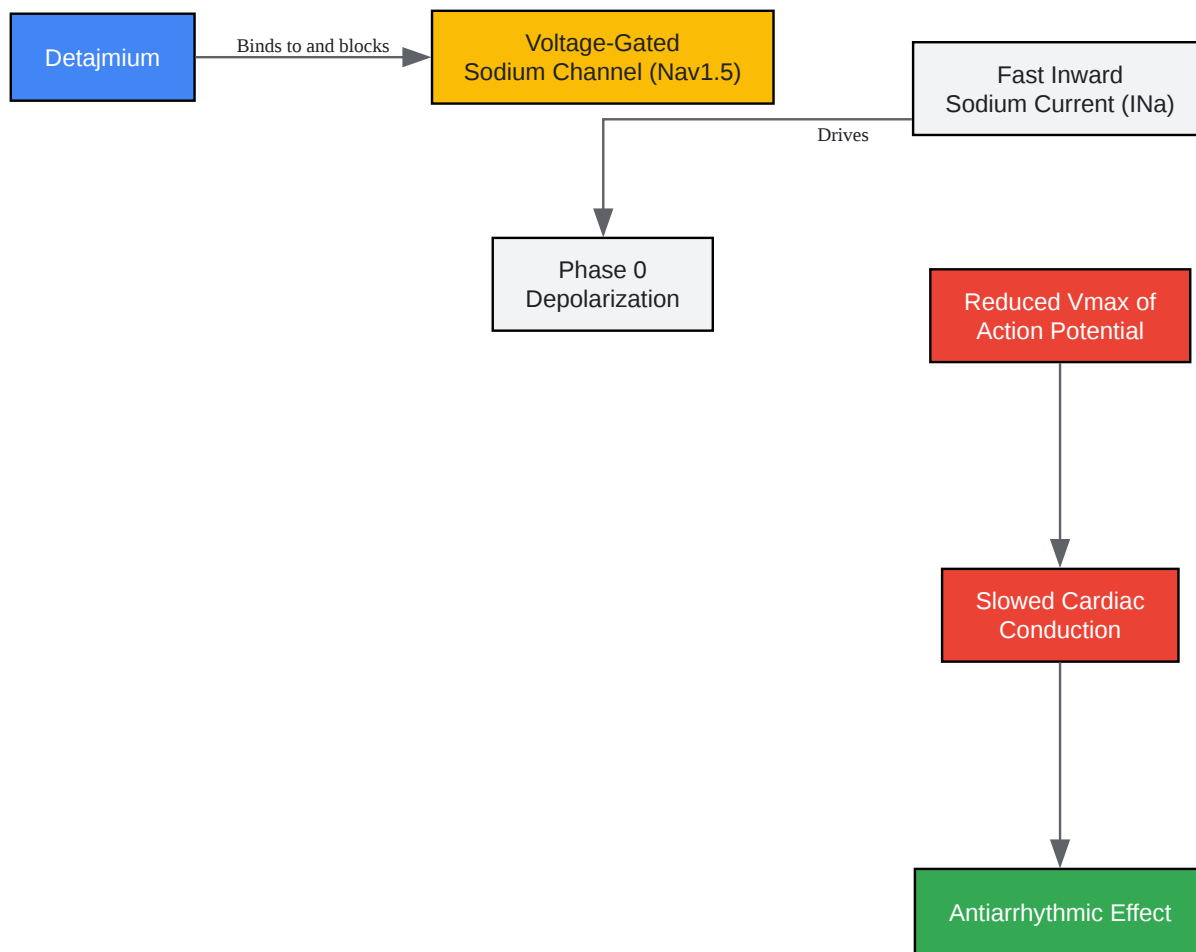 Detajmium
Binds to and blocks
Voltage-Gated
Sodium Channel (Nav1.5)
Fast Inward
Sodium Current (INa)
Drives
Phase 0
Depolarization
Reduced Vmax of
Action Potential
Slowed Cardiac
Conduction
Antiarrhythmic Effect